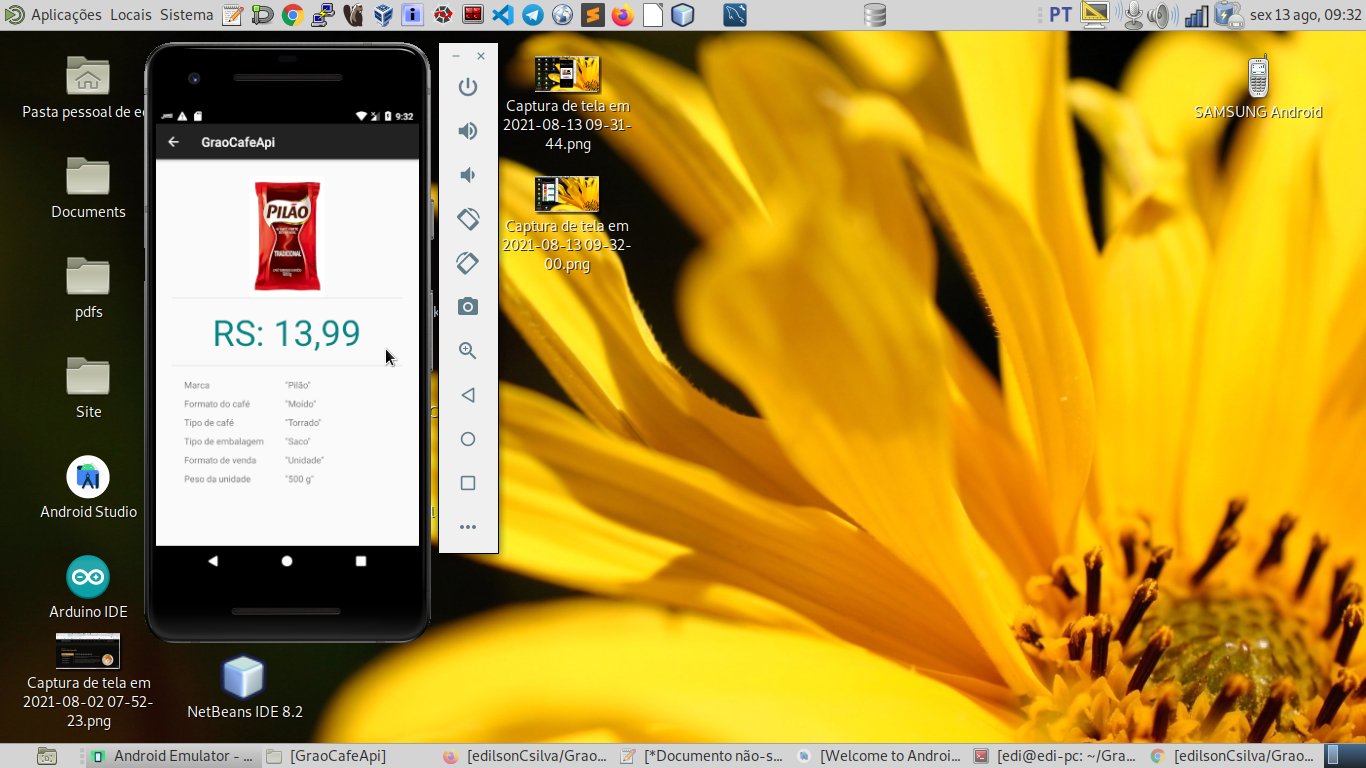 Aplicações Locais Sistema
PT sex 13 ago, 09:32
Pasta pessoal de e
Documents
pdfs
Site
Android Studio
Arduino IDE
Captura de tela em
2021-08-02 07-52-
23.png
NetBeans IDE 8.2
9:32
GraoCafeApi
PILÃO
TRADICIONAL
RS: 13,99
Marca "Pilão"
Formato do café "Moído"
Tipo de café "Torrado"
Tipo de embalagem "Saco"
Formato de venda "Unidade"
Peso da unidade "500 g"
Captura de tela em
2021-08-13 09-31-
44.png
Captura de tela em
2021-08-13 09-32-
00.png
SAMSUNG Android
Android Emulator - ...
[GraoCafeApi]
[edilsonCsilva/Grao...
[*Documento não-s...
[Welcome to Androi...
[edi@edi-pc: ~/Gra...
[edilsonCsilva/Grao...